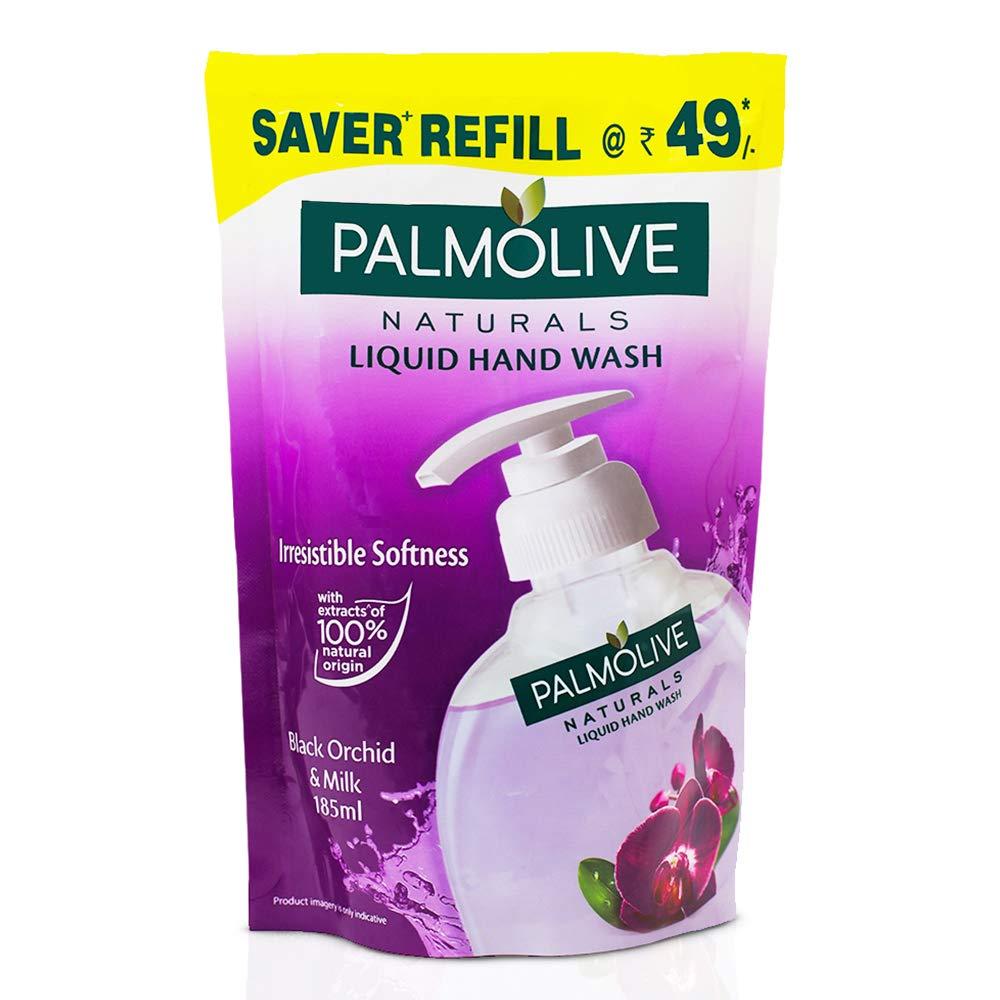 SAVER+ REFILL @ ₹ 49*/-
PALMOLIVE
NATURALS
LIQUID HAND WASH
Irresistible Softness
with
extracts^of
100%
natural
origin
Black Orchid
& Milk
185ml
PALMOLIVE
NATURALS
LIQUID HAND WASH
Product imagery is only indicative